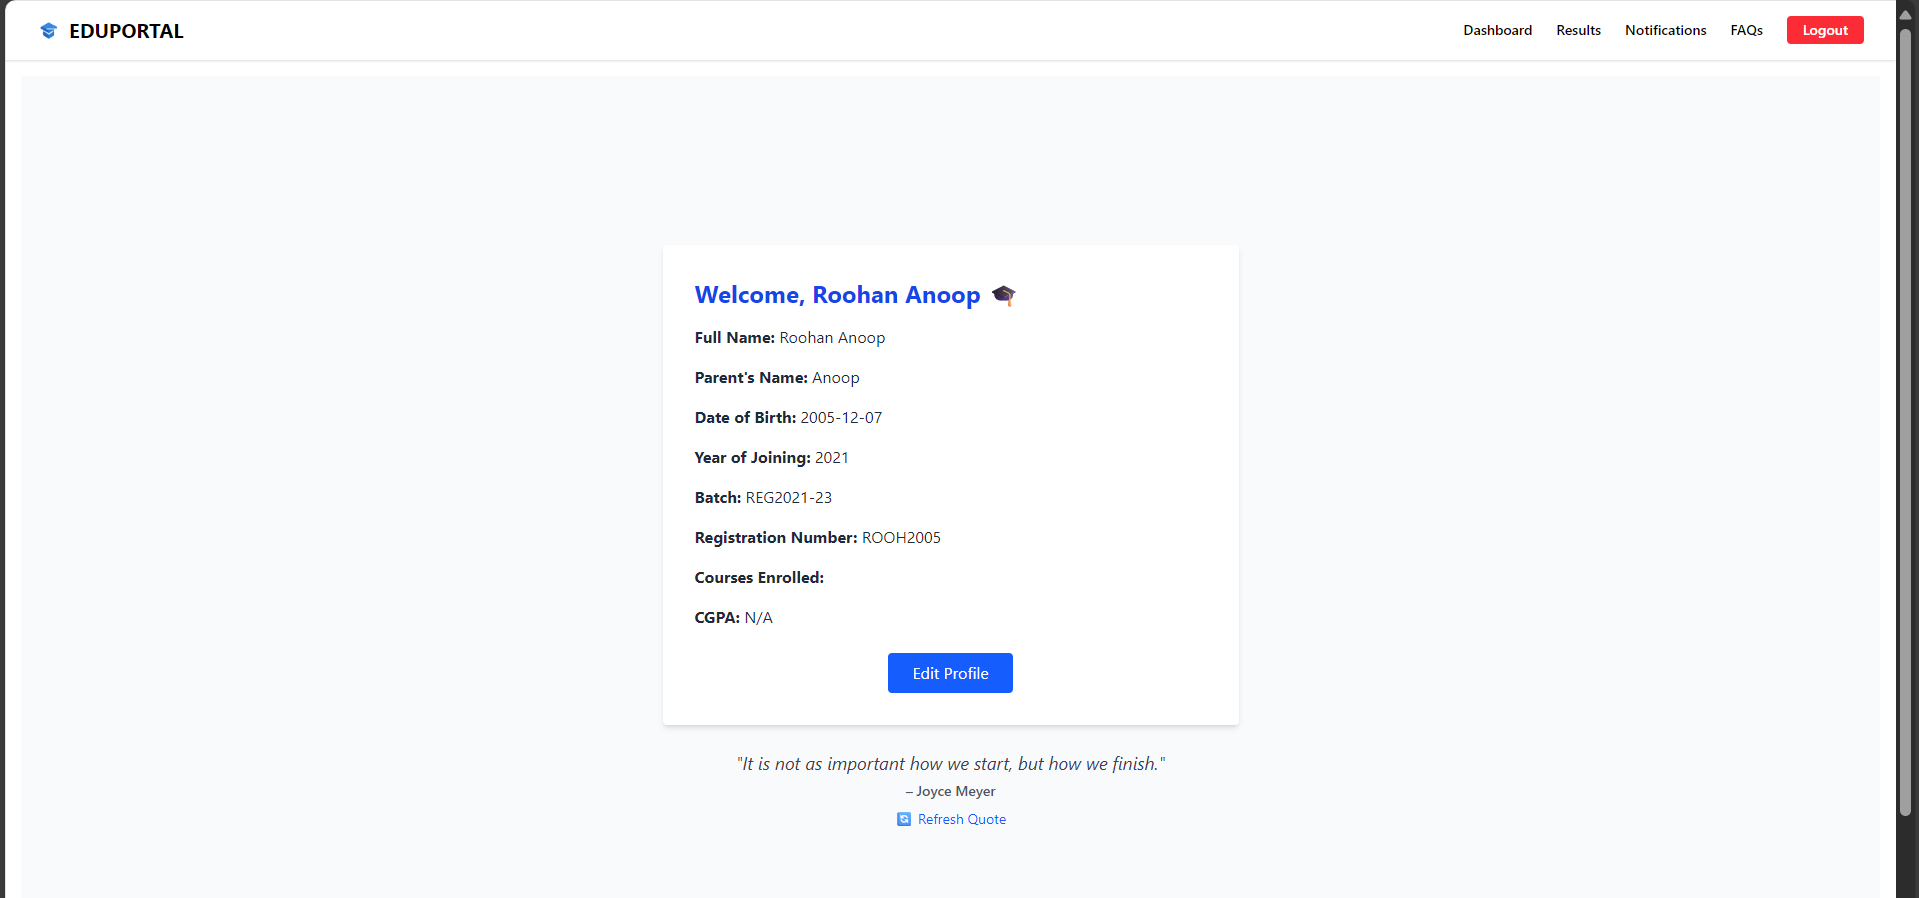 EDUPORTAL
Dashboard Results Notifications FAQs Logout
Welcome, Roohan Anoop
Full Name: Roohan Anoop
Parent's Name: Anoop
Date of Birth: 2005-12-07
Year of Joining: 2021
Batch: REG2021-23
Registration Number: ROOH2005
Courses Enrolled:
CGPA: N/A
Edit Profile
"It is not as important how we start, but how we finish."
– Joyce Meyer
Refresh Quote